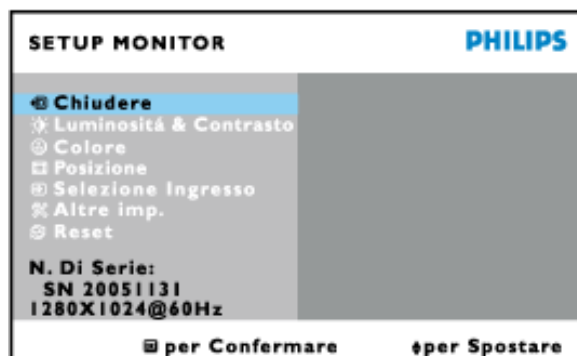 SETUP MONITOR PHILIPS
Chiudere
Luminositá & Contrasto
Colore
Posizione
Selezione Ingresso
Altre imp.
Reset
N. Di Serie:
SN 20051131
1280X1024@60Hz
per Confermare per Spostare